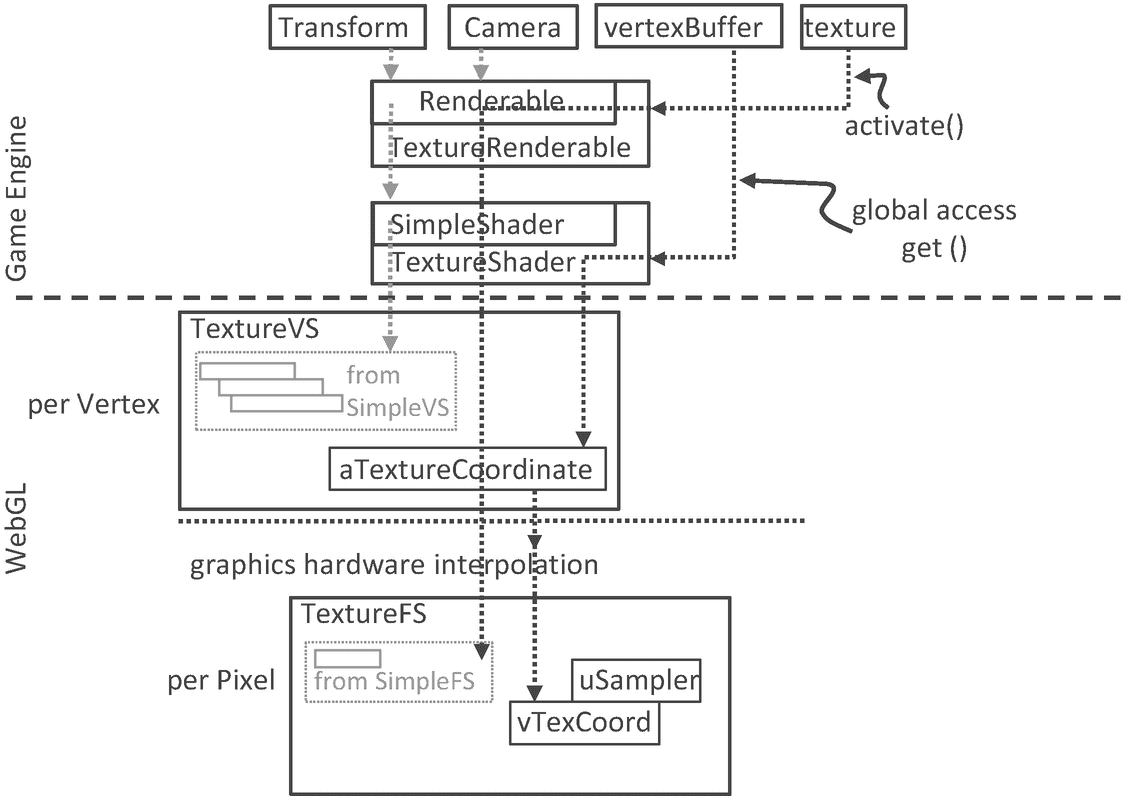 Transform
Camera
vertexBuffer
texture
Renderable
activate()
TextureRenderable
Game Engine
global access
get ()
SimpleShader
TextureShader
TextureVS
from
SimpleVS
per Vertex
aTextureCoordinate
WebGL
graphics hardware interpolation
TextureFS
from SimpleFS
per Pixel
uSampler
vTexCoord